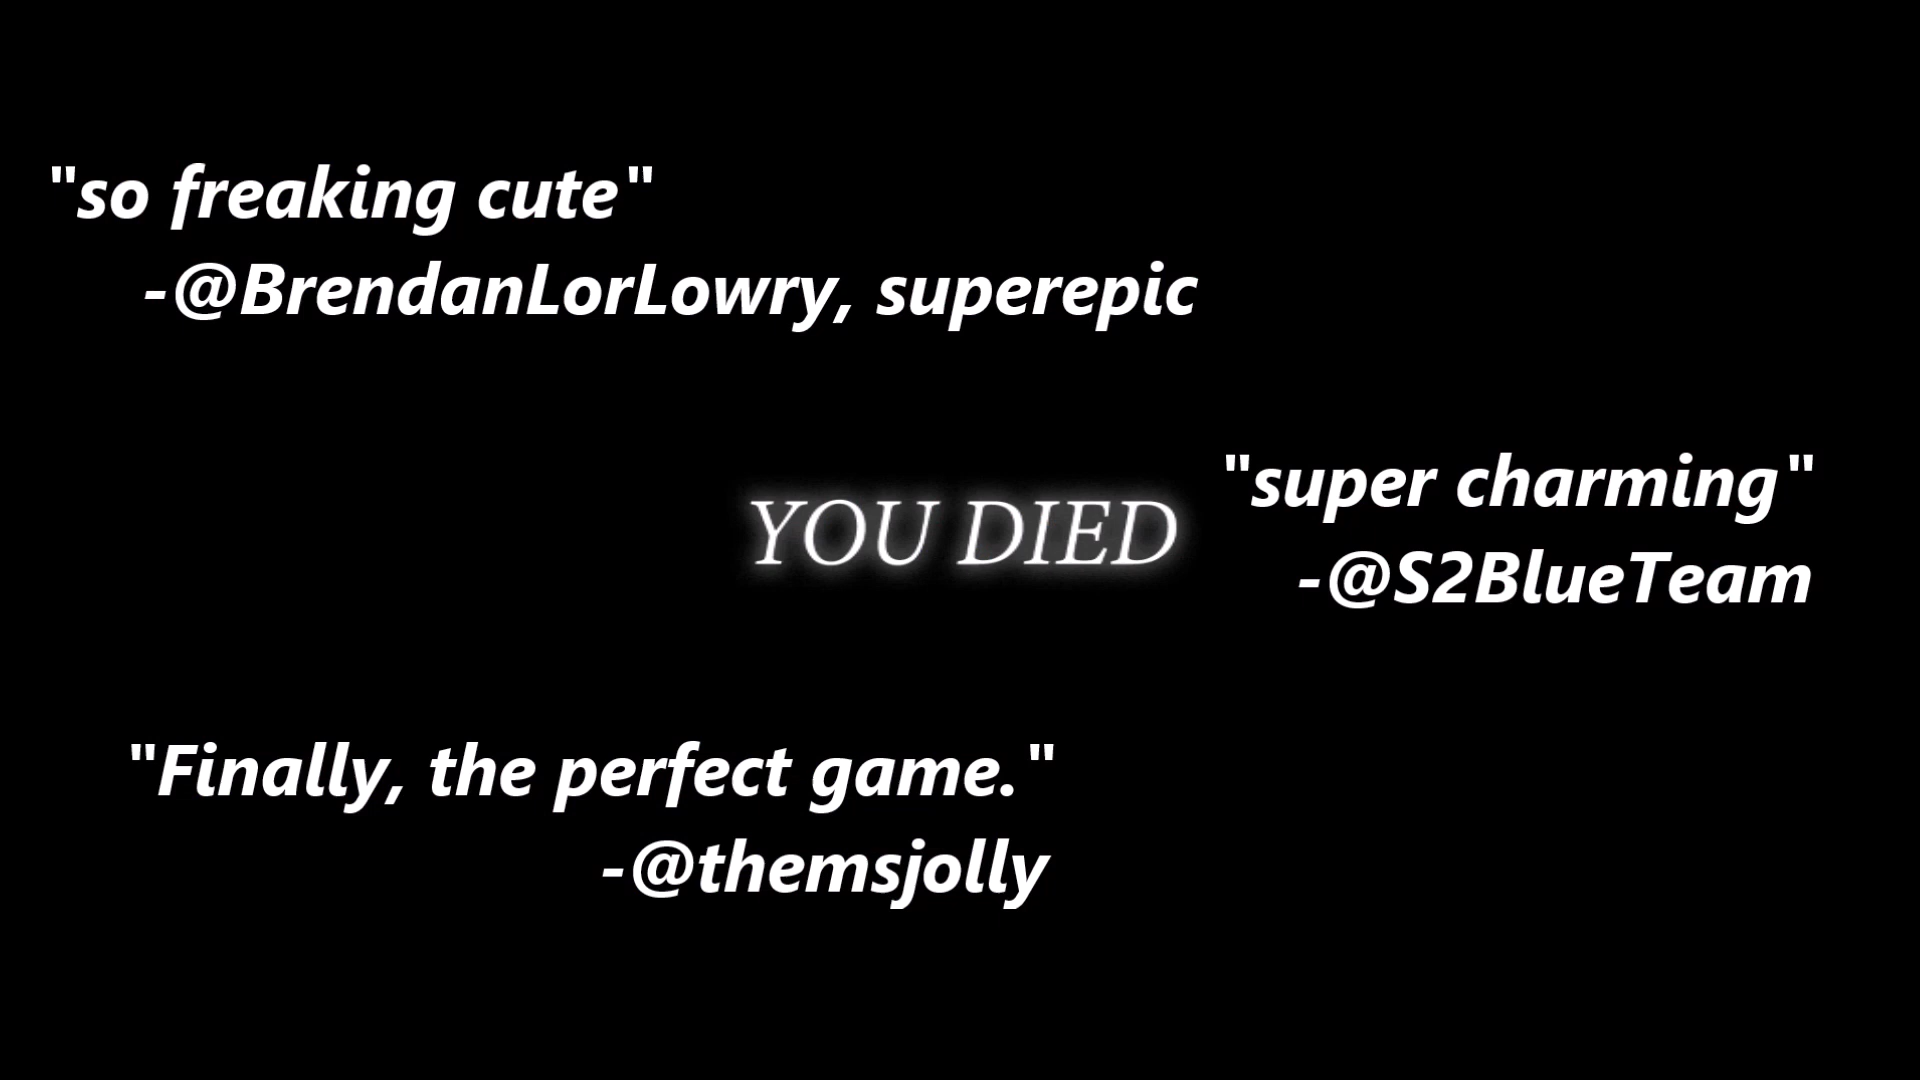 "so freaking cute"
-@BrendanLorLowry, superepic
"super charming"
-@S2BlueTeam
YOU DIED
"Finally, the perfect game."
-@themsjolly